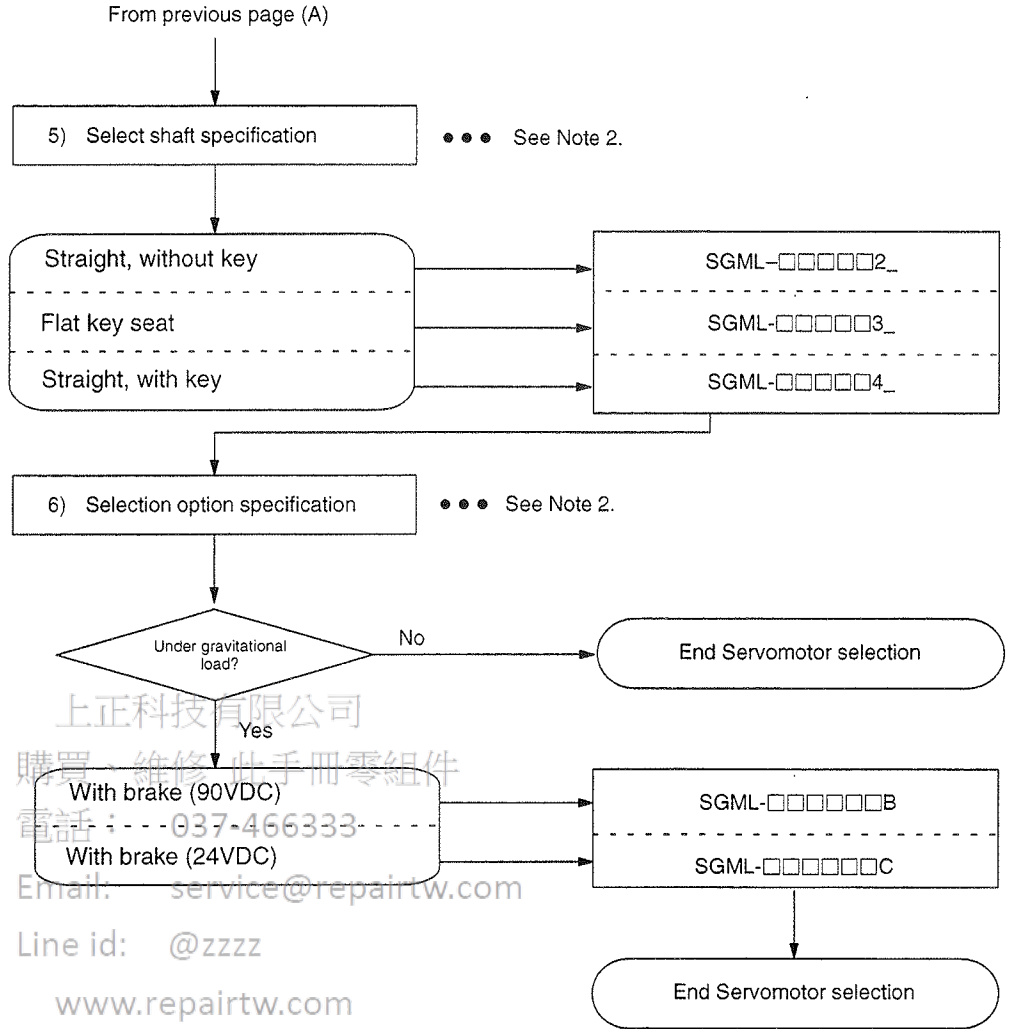 From previous page (A)
5) Select shaft specification
●●● See Note 2.
Straight, without key
SGML–□□□□□2_
Flat key seat
SGML-□□□□□3_
Straight, with key
SGML-□□□□□4_
6) Selection option specification
●●● See Note 2.
Under gravitational
load?
No
End Servomotor selection
Yes
上正科技有限公司
購買、維修 此手冊零組件
With brake (90VDC)
SGML-□□□□□□B
電話： 037-466333
With brake (24VDC)
SGML-□□□□□□C
Email: service@repairtw.com
Line id: @zzzz
End Servomotor selection
www.repairtw.com